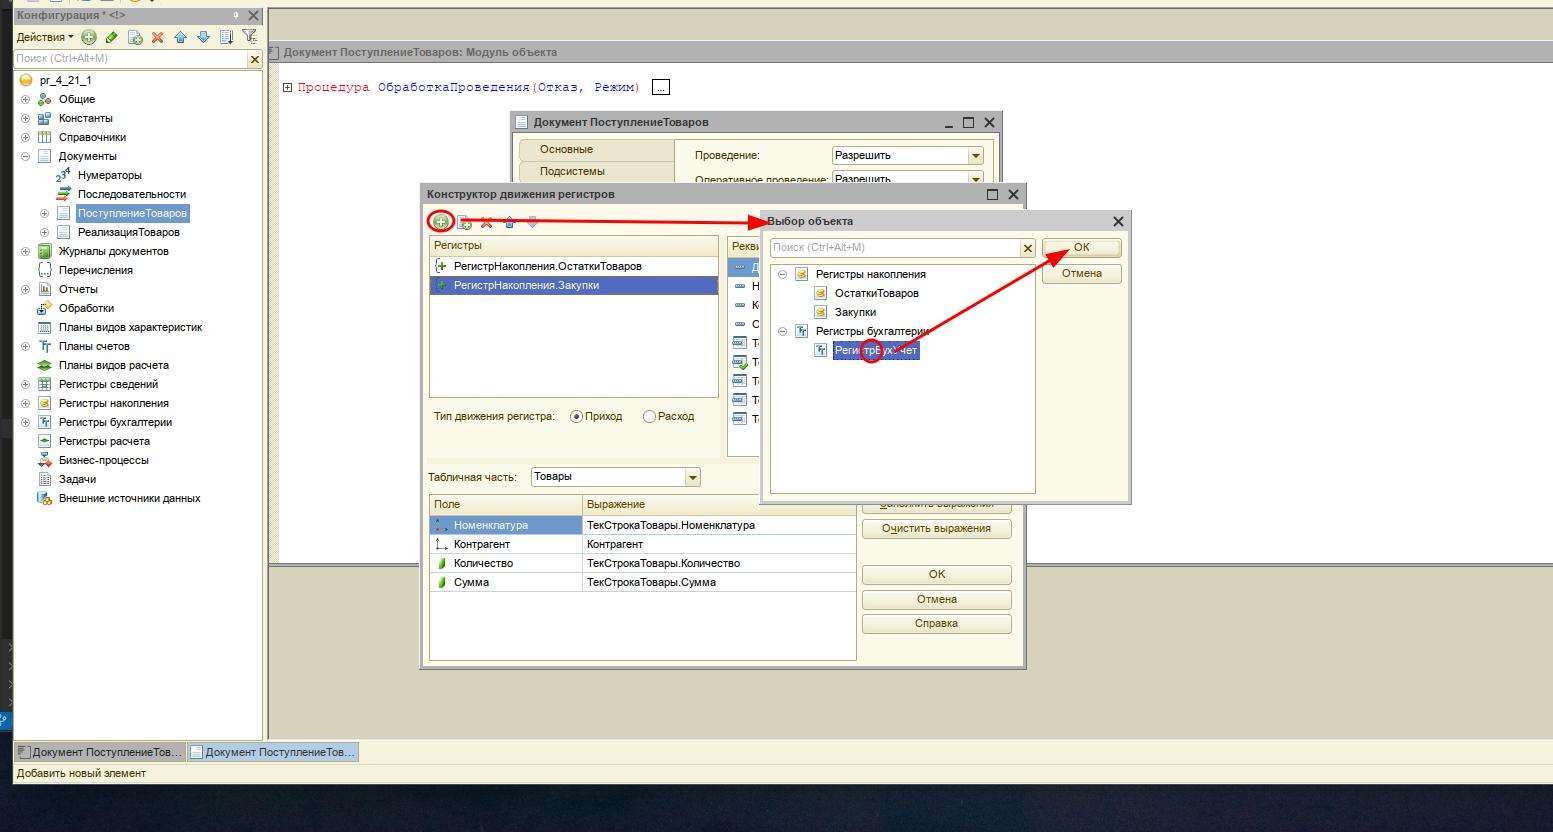 Конфигурация * <!>
Действия
Поиск (Ctrl+Alt+M)
pr_4_21_1
Общие
Константы
Справочники
Документы
Нумераторы
Последовательности
ПоступлениеТоваров
РеализацияТоваров
Журналы документов
Перечисления
Отчеты
Обработки
Планы видов характеристик
Планы счетов
Планы видов расчета
Регистры сведений
Регистры накопления
Регистры бухгалтерии
Регистры расчета
Бизнес-процессы
Задачи
Внешние источники данных
Документ ПоступлениеТоваров: Модуль объекта
Процедура ОбработкаПроведения(Отказ, Режим) ...
Документ ПоступлениеТоваров
Основные
Подсистемы
Проведение: Разрешить
Оперативное проведение: Разрешить
Конструктор движения регистров
Регистры
РегистрНакопления.ОстаткиТоваров
РегистрНакопления.Закупки
Тип движения регистра: Приход Расход
Рекви
Д
Н
К
О
Т
Т
Т
Т
Т
Табличная часть: Товары
Поле Выражение
Номенклатура ТекСтрокаТовары.Номенклатура
Контрагент Контрагент
Количество ТекСтрокаТовары.Количество
Сумма ТекСтрокаТовары.Сумма
Заполнить выражения
Очистить выражения
ОК
Отмена
Справка
Выбор объекта
Поиск (Ctrl+Alt+M)
ОК
Отмена
Регистры накопления
ОстаткиТоваров
Закупки
Регистры бухгалтерии
РегистрБухУчет
Документ ПоступлениеТов...
Документ ПоступлениеТов...
Добавить новый элемент